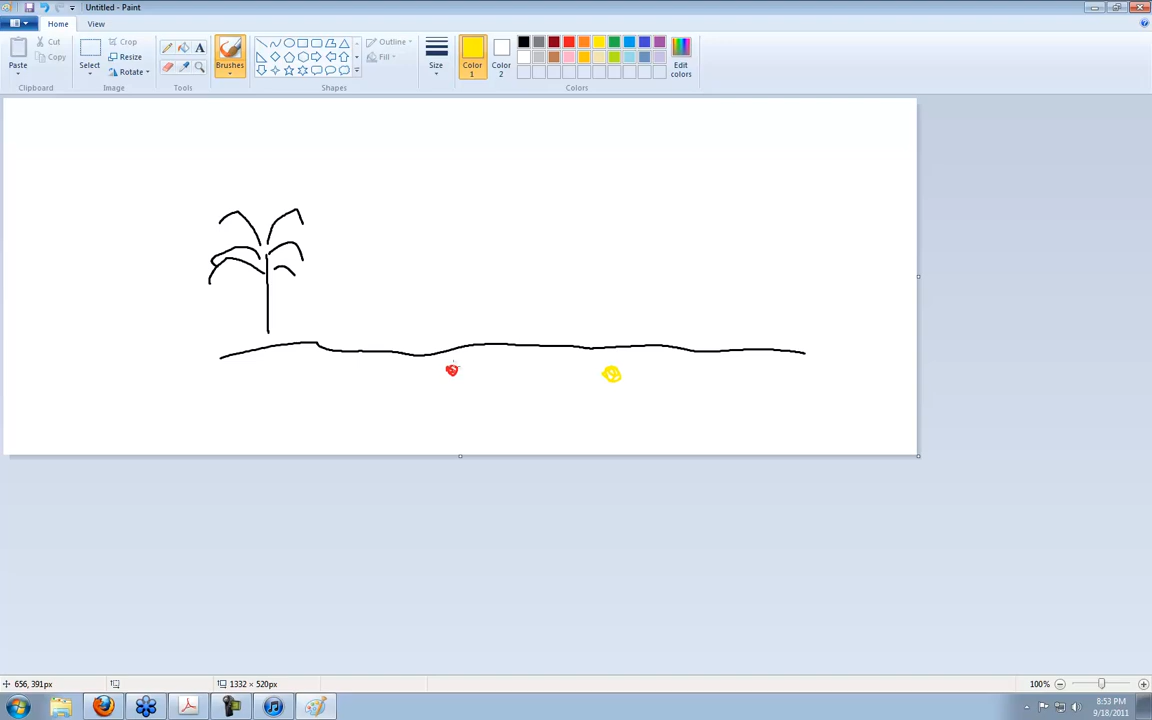 Untitled - Paint
Home
View
Cut
Copy
Paste
Clipboard
Select
Crop
Resize
Rotate
Image
A
Tools
Brushes
Outline
Fill
Shapes
Size
Color 1
Color 2
Edit colors
Colors
656, 391px
1332 × 520px
100%
8:53 PM
9/18/2011